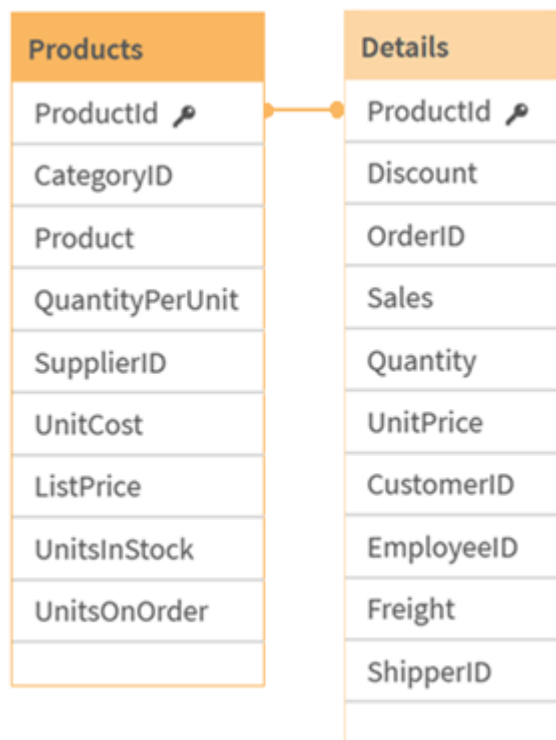 Products
ProductId
CategoryID
Product
QuantityPerUnit
SupplierID
UnitCost
ListPrice
UnitsInStock
UnitsOnOrder
Details
ProductId
Discount
OrderID
Sales
Quantity
UnitPrice
CustomerID
EmployeeID
Freight
ShipperID